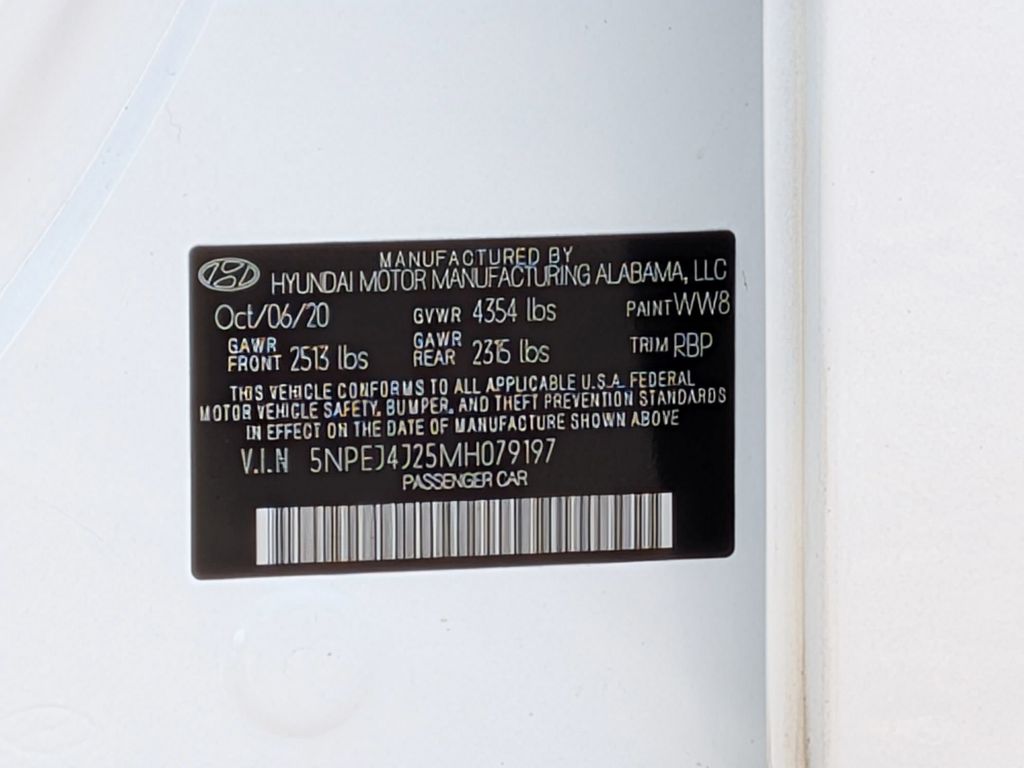 MANUFACTURED BY
HYUNDAI MOTOR MANUFACTURING ALABAMA, LLC
Oct/06/20 GVWR 4354 lbs PAINT WW8
GAWR FRONT 2513 lbs GAWR REAR 2315 lbs TRIM RBP
THIS VEHICLE CONFORMS TO ALL APPLICABLE U.S.A. FEDERAL
MOTOR VEHICLE SAFETY, BUMPER, AND THEFT PREVENTION STANDARDS
IN EFFECT ON THE DATE OF MANUFACTURE SHOWN ABOVE
V.I.N 5NPEJ4J25MH079197
PASSENGER CAR